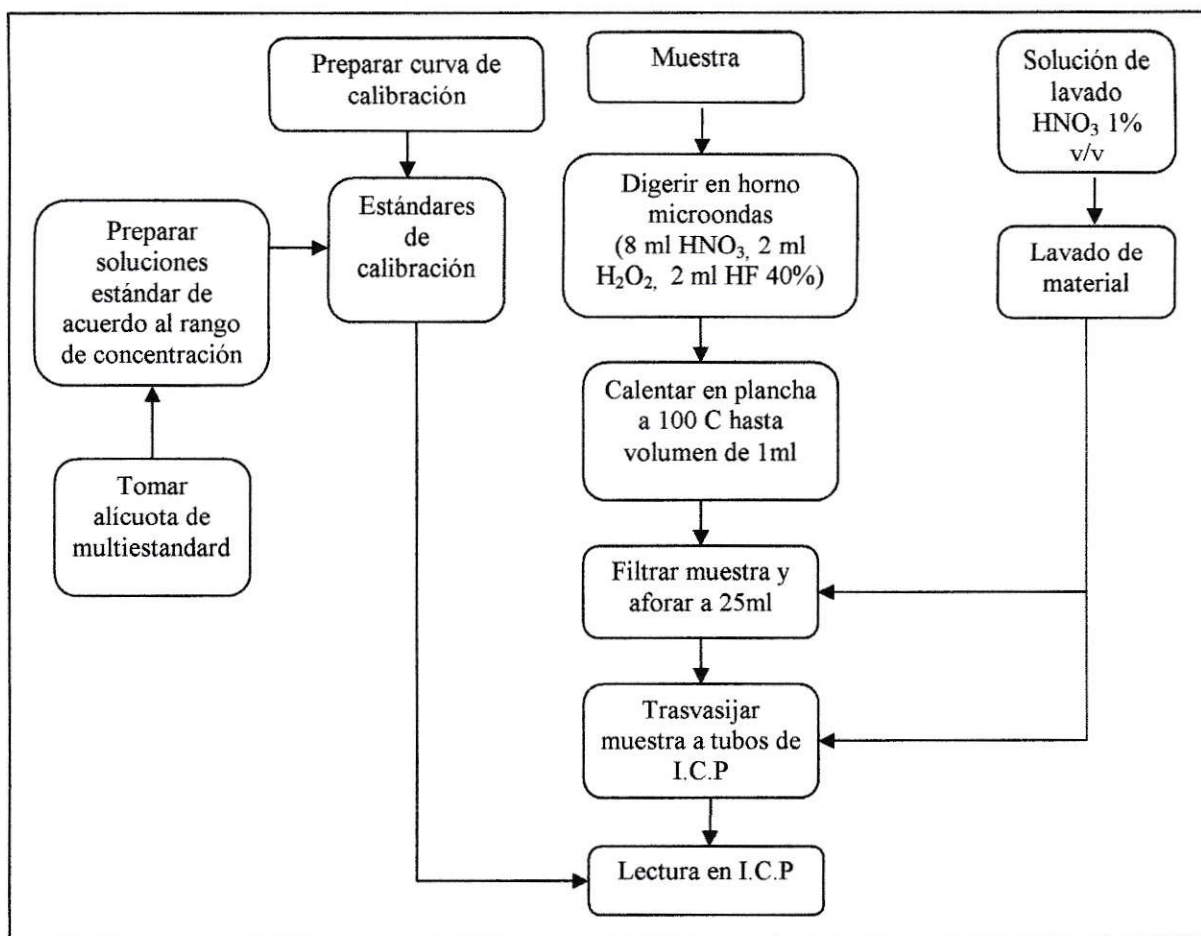 Preparar curva de
calibración
Muestra
Solución de
lavado
HNO₃ 1%
v/v
Estándares
de
calibración
Digerir en horno
microondas
(8 ml HNO₃, 2 ml
H₂O₂, 2 ml HF 40%)
Preparar
soluciones
estándar de
acuerdo al rango
de concentración
Lavado de
material
Calentar en plancha
a 100 C hasta
volumen de 1ml
Tomar
alícuota de
multiestandard
Filtrar muestra y
aforar a 25ml
Trasvasijar
muestra a tubos de
I.C.P
Lectura en I.C.P